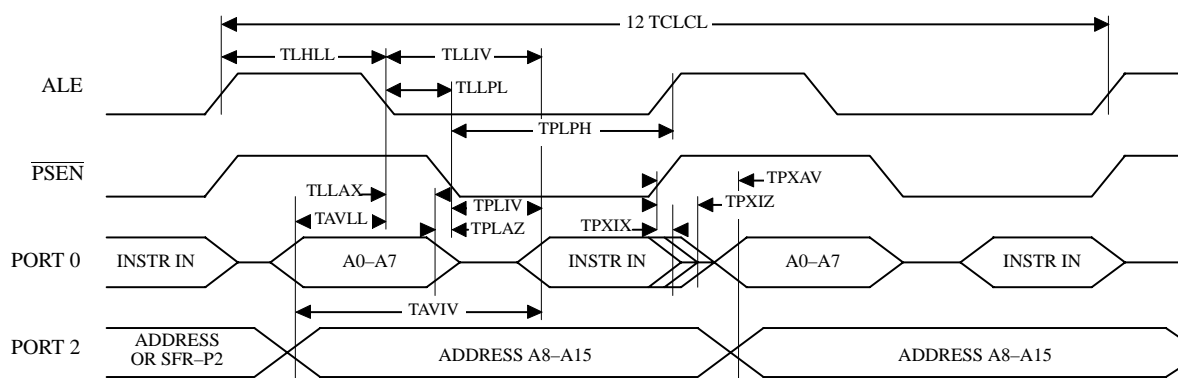 12 TCLCL
TLHLL
TLLIV
ALE
TLLPL
TPLPH
PSEN
TPXAV
TLLAX
TPLIV
TPXIZ
TAVLL
TPLAZ
TPXIX
PORT 0
INSTR IN
A0–A7
INSTR IN
A0–A7
INSTR IN
TAVIV
PORT 2
ADDRESS
OR SFR–P2
ADDRESS A8–A15
ADDRESS A8–A15